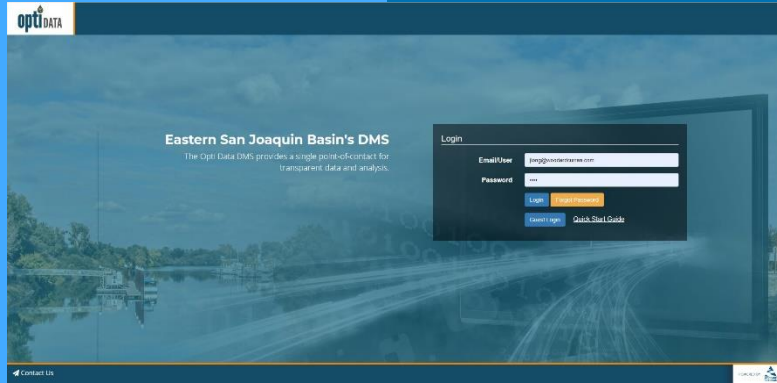 opti DATA
Eastern San Joaquin Basin's DMS
The Opti Data DMS provides a single point-of-contact for
transparent data and analysis.
Login
Email/User
Password
••••
Login Forgot Password
Guest Login Quick Start Guide
Contact Us